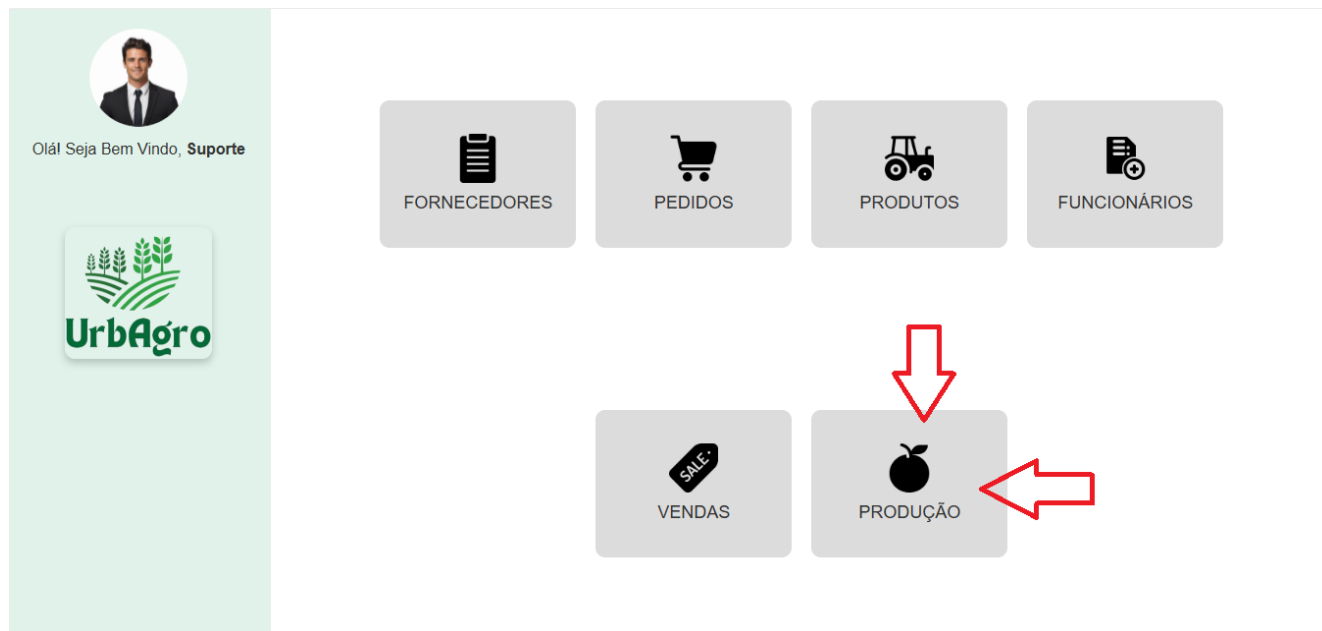 Olá! Seja Bem Vindo, Suporte
UrbAgro
FORNECEDORES
PEDIDOS
PRODUTOS
FUNCIONÁRIOS
SALE
VENDAS
PRODUÇÃO